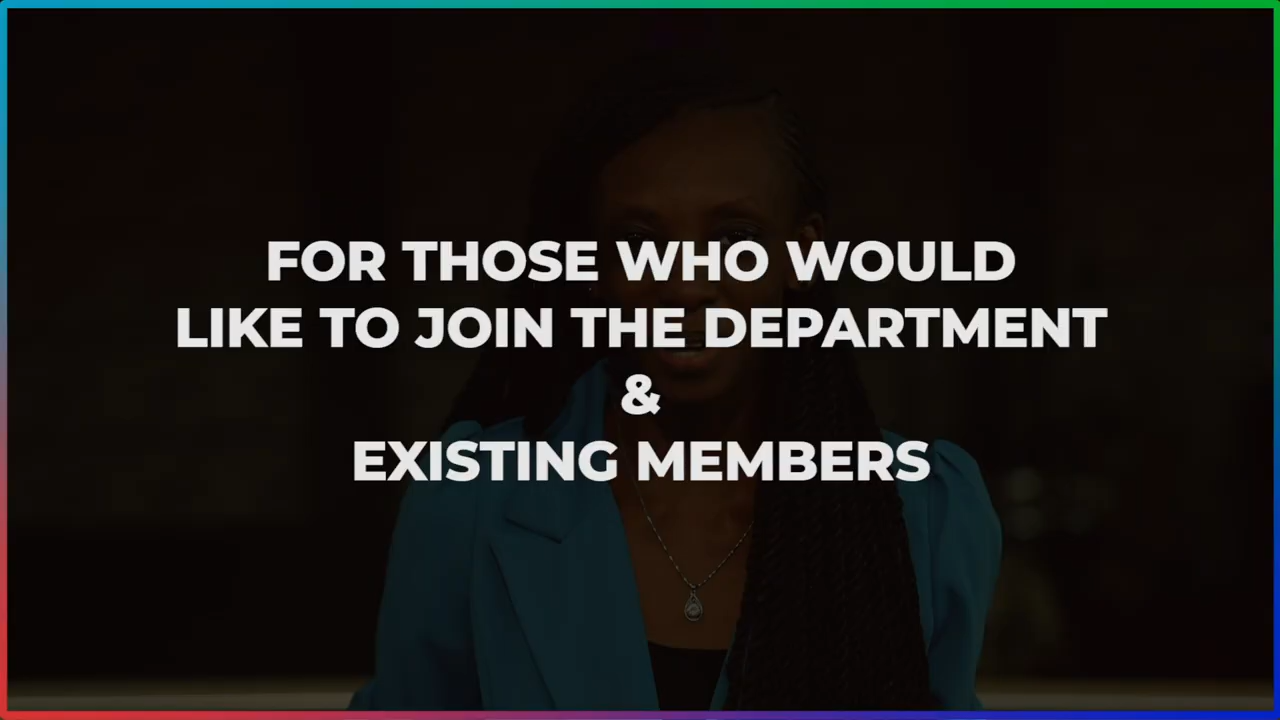 FOR THOSE WHO WOULD
LIKE TO JOIN THE DEPARTMENT
&
EXISTING MEMBERS